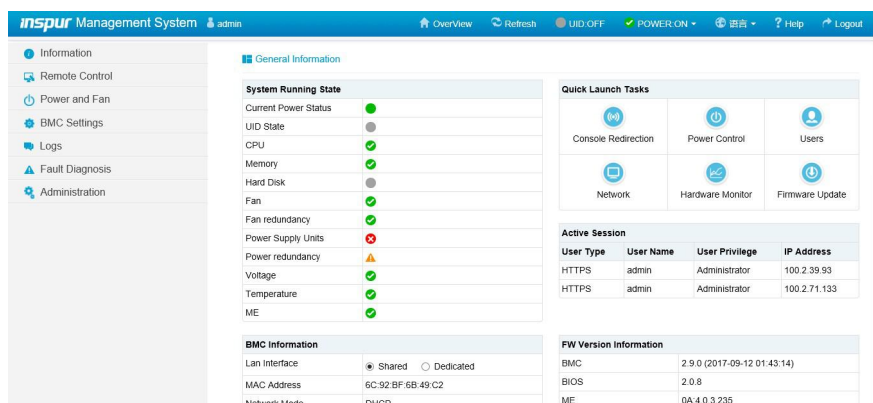 inspur Management System admin OverView Refresh UID:OFF POWER:ON 语言 Help Logout
Information
Remote Control
Power and Fan
BMC Settings
Logs
Fault Diagnosis
Administration
General Information
System Running State
Current Power Status
UID State
CPU
Memory
Hard Disk
Fan
Fan redundancy
Power Supply Units
Power redundancy
Voltage
Temperature
ME
Quick Launch Tasks
Console Redirection Power Control Users
Network Hardware Monitor Firmware Update
Active Session
User Type User Name User Privilege IP Address
HTTPS admin Administrator 100.2.39.93
HTTPS admin Administrator 100.2.71.133
BMC Information
Lan Interface Shared Dedicated
MAC Address 6C:92:BF:6B:49:C2
Network Mode DHCP
FW Version Information
BMC 2.9.0 (2017-09-12 01:43:14)
BIOS 2.0.8
ME 0A:4.0.3.235